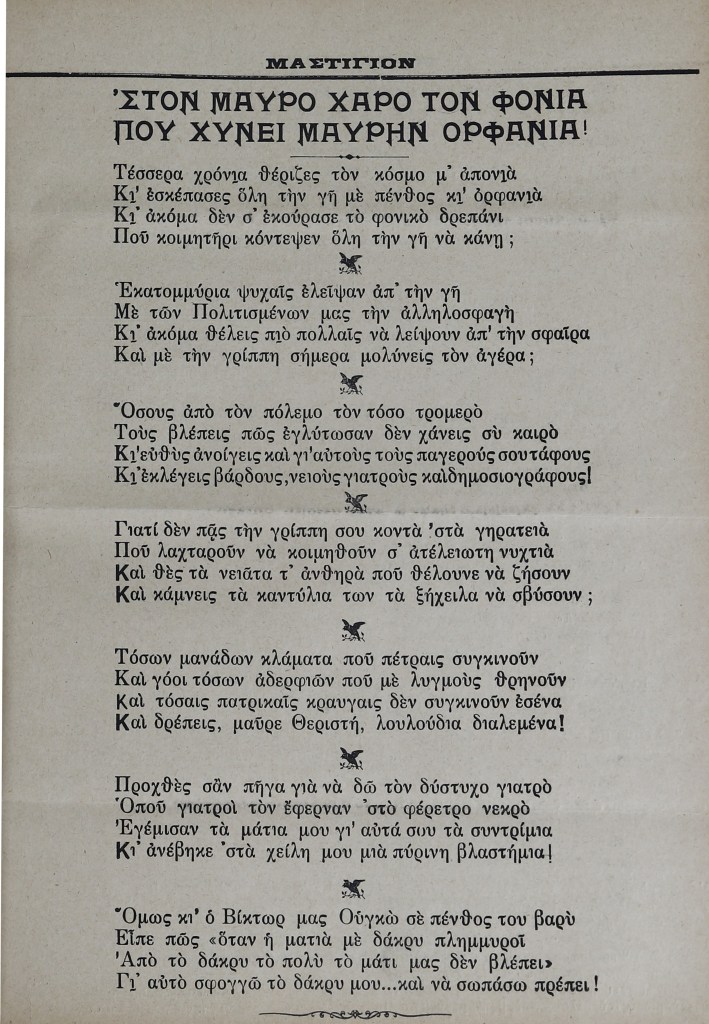 ΜΑΣΤΙΓΙΟΝ
ʼΣΤΟΝ ΜΑΥΡΟ ΧΑΡΟ ΤΟΝ ΦΟΝΙΑ
ΠΟΥ ΧΥΝΕΙ ΜΑΥΡΗΝ ΟΡΦΑΝΙΑ!
Τέσσερα χρόνια θέριζες τὸν κόσμο μ' ἀπονιὰ
Κι' ἐσκέπασες ὅλη τὴν γῆ μὲ πένθος κι' ὀρφανιὰ
Κι' ἀκόμα δὲν σ' ἐκούρασε τὸ φονικὸ δρεπάνι
Ποῦ κοιμητῆρι κόντεψεν ὅλη τὴν γῆ νὰ κάνῃ ;
Ἑκατομμύρια ψυχαῖς ἐλεῖψαν ἀπ' τὴν γῆ
Μὲ τῶν Πολιτισμένων μας τὴν ἀλληλοσφαγὴ
Κι' ἀκόμα θέλεις πιὸ πολλαῖς νὰ λείψουν ἀπ' τὴν σφαῖρα
Καὶ μὲ τὴν γρίππη σήμερα μολύνεις τὸν ἀγέρα ;
Ὅσους ἀπὸ τὸν πόλεμο τὸν τόσο τρομερὸ
Τοὺς βλέπεις πῶς ἐγλύτωσαν δὲν χάνεις σὺ καιρὸ
Κι' εὐθὺς ἀνοίγεις καὶ γι' αὐτοὺς τοὺς παγεροὺς σου τάφους
Κι' ἐκλέγεις βάρδους, νειοὺς γιατροὺς καὶ δημοσιογράφους!
Γιατί δὲν πᾷς τὴν γρίππη σου κοντὰ 'στὰ γηρατειὰ
Ποῦ λαχταροῦν νὰ κοιμηθοῦν σ' ἀτέλειωτη νυχτιὰ
Καὶ θὲς τὰ νειᾶτα τ' ἀνθηρὰ ποῦ θέλουνε νὰ ζήσουν
Καὶ κάμνεις τὰ καντύλια των τὰ ξήχειλα νὰ σβύσουν ;
Τόσων μανάδων κλάματα ποῦ πέτραις συγκινοῦν
Καὶ γόοι τόσων ἀδερφιῶν ποῦ μὲ λυγμοὺς θρηνοῦν
Καὶ τόσαις πατρικαῖς κραυγαις δὲν συγκινοῦν ἐσένα
Καὶ δρέπεις, μαῦρε Θεριστή, λουλούδια διαλεμένα!
Προχθὲς σὰν πῆγα γιὰ νὰ δῶ τὸν δύστυχο γιατρὸ
Ὁποῦ γιατροὶ τὸν ἔφερναν 'στὸ φέρετρο νεκρὸ
Ἐγέμισαν τὰ μάτια μου γι' αὐτά σου τὰ συντρίμια
Κι' ἀνέβηκε 'στὰ χείλη μου μιὰ πύρινη βλαστήμια!
Ὅμως κι' ὁ Βίκτωρ μας Οὑγκὼ σὲ πένθος του βαρὺ
Εἶπε πῶς «ὅταν ἡ ματιὰ μὲ δάκρυ πλημμυροῖ
Ἀπὸ τὸ δάκρυ τὸ πολὺ τὸ μάτι μας δὲν βλέπει»
Γι' αὐτὸ σφογγῶ τὸ δάκρυ μου...καὶ νὰ σωπάσω πρέπει !